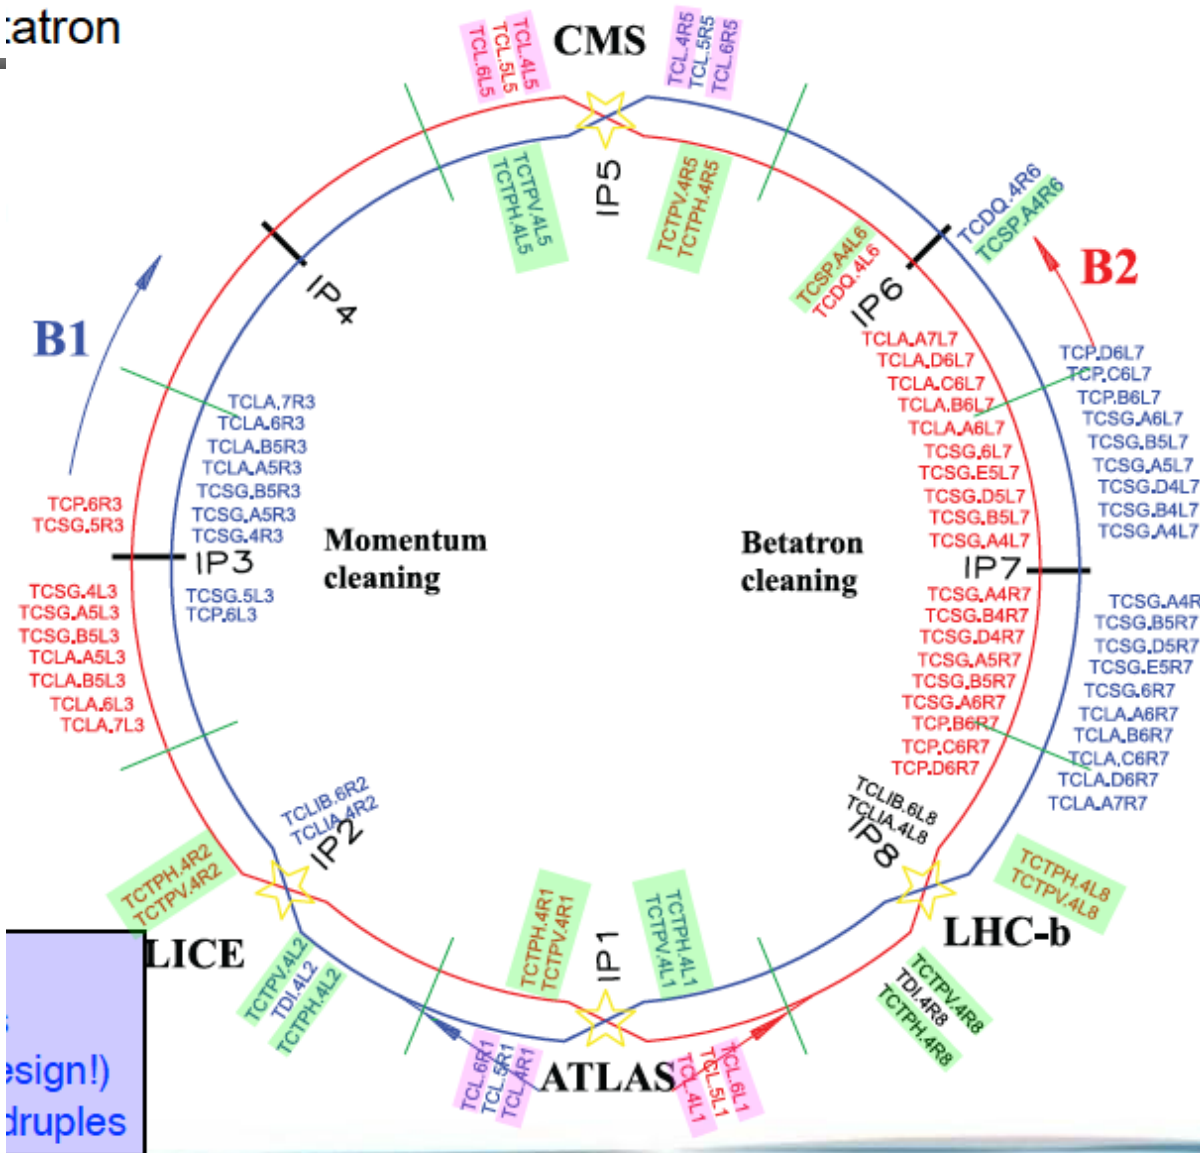 :atron
CMS
TCL.6L5
TCL.5L5
TCL.4L5
TCL.4R5
TCL.5R5
TCL.6R5
IP5
TCTPH.4L5
TCTPV.4L5
TCTPV.4R5
TCTPH.4R5
TCDQ.4R6
TCSP.A4R6
TCSP.A4L6
TCDQ.4L6
IP6
B2
IP4
B1
TCLA.A7L7
TCLA.D6L7
TCLA.C6L7
TCLA.B6L7
TCLA.A6L7
TCSG.6L7
TCSG.E5L7
TCSG.D5L7
TCSG.B5L7
TCSG.A4L7
TCP.D6L7
TCP.C6L7
TCP.B6L7
TCSG.A6L7
TCSG.B5L7
TCSG.A5L7
TCSG.D4L7
TCSG.B4L7
TCSG.A4L7
TCLA.7R3
TCLA.6R3
TCLA.B5R3
TCLA.A5R3
TCSG.B5R3
TCSG.A5R3
TCSG.4R3
TCP.6R3
TCSG.5R3
IP3
Momentum
cleaning
Betatron
cleaning
IP7
TCSG.4L3
TCSG.A5L3
TCSG.B5L3
TCLA.A5L3
TCLA.B5L3
TCLA.6L3
TCLA.7L3
TCSG.5L3
TCP.6L3
TCSG.A4R7
TCSG.B4R7
TCSG.D4R7
TCSG.A5R7
TCSG.B5R7
TCSG.A6R7
TCP.B6R7
TCP.C6R7
TCP.D6R7
TCSG.A4R
TCSG.B5R7
TCSG.D5R7
TCSG.E5R7
TCSG.6R7
TCLA.A6R7
TCLA.B6R7
TCLA.C6R7
TCLA.D6R7
TCLA.A7R7
TCLIB.6R2
TCLIA.4R2
IP2
TCLIB.6L8
TCLIA.4L8
IP8
TCTPH.4R2
TCTPV.4R2
TCTPH.4L8
TCTPV.4L8
LICE
LHC-b
TCTPV.4L2
TDI.4L2
TCTPH.4L2
TCTPH.4R1
TCTPV.4R1
IP1
TCTPH.4L1
TCTPV.4L1
TCTPV.4R8
TDI.4R8
TCTPH.4R8
ATLAS
TCL.6R1
TCL.5R1
TCL.4R1
TCL.4L1
TCL.5L1
TCL.6L1
s
esign!)
druples